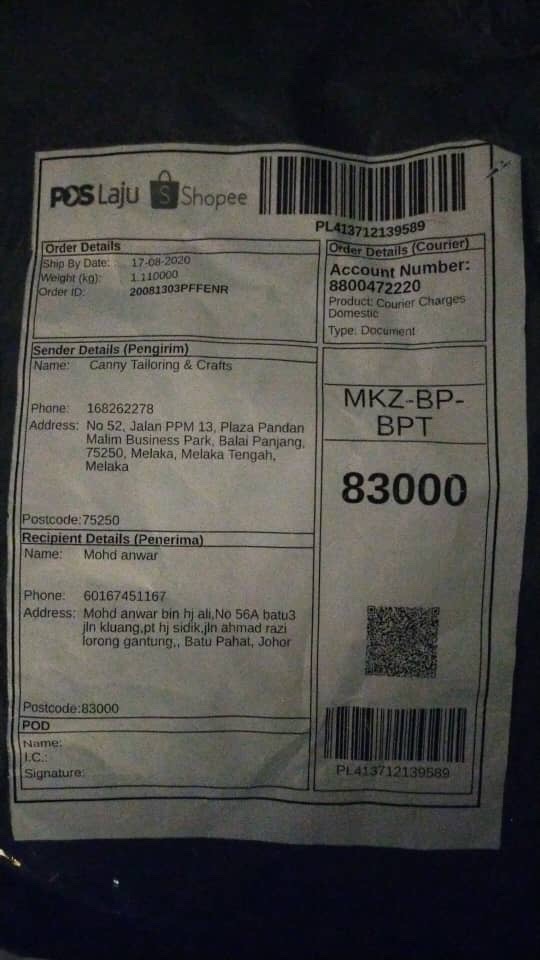 POS Laju S Shopee
PL413712139589
Order Details
Ship By Date: 17-08-2020
Weight (kg): 1.110000
Order ID: 20081303PFFENR
Order Details (Courier)
Account Number:
8800472220
Product: Courier Charges
Domestic
Type: Document
Sender Details (Pengirim)
Name: Canny Tailoring & Crafts
Phone: 168262278
Address: No 52, Jalan PPM 13, Plaza Pandan
Malim Business Park, Balai Panjang,
75250, Melaka, Melaka Tengah,
Melaka
Postcode:75250
MKZ-BP-
BPT
83000
Recipient Details (Penerima)
Name: Mohd anwar
Phone: 60167451167
Address: Mohd anwar bin hj ali,No 56A batu3
jln kluang,pt hj sidik,jln ahmad razi
lorong gantung,, Batu Pahat, Johor
Postcode:83000
POD
Name:
I.C.:
Signature:
PL413712139589